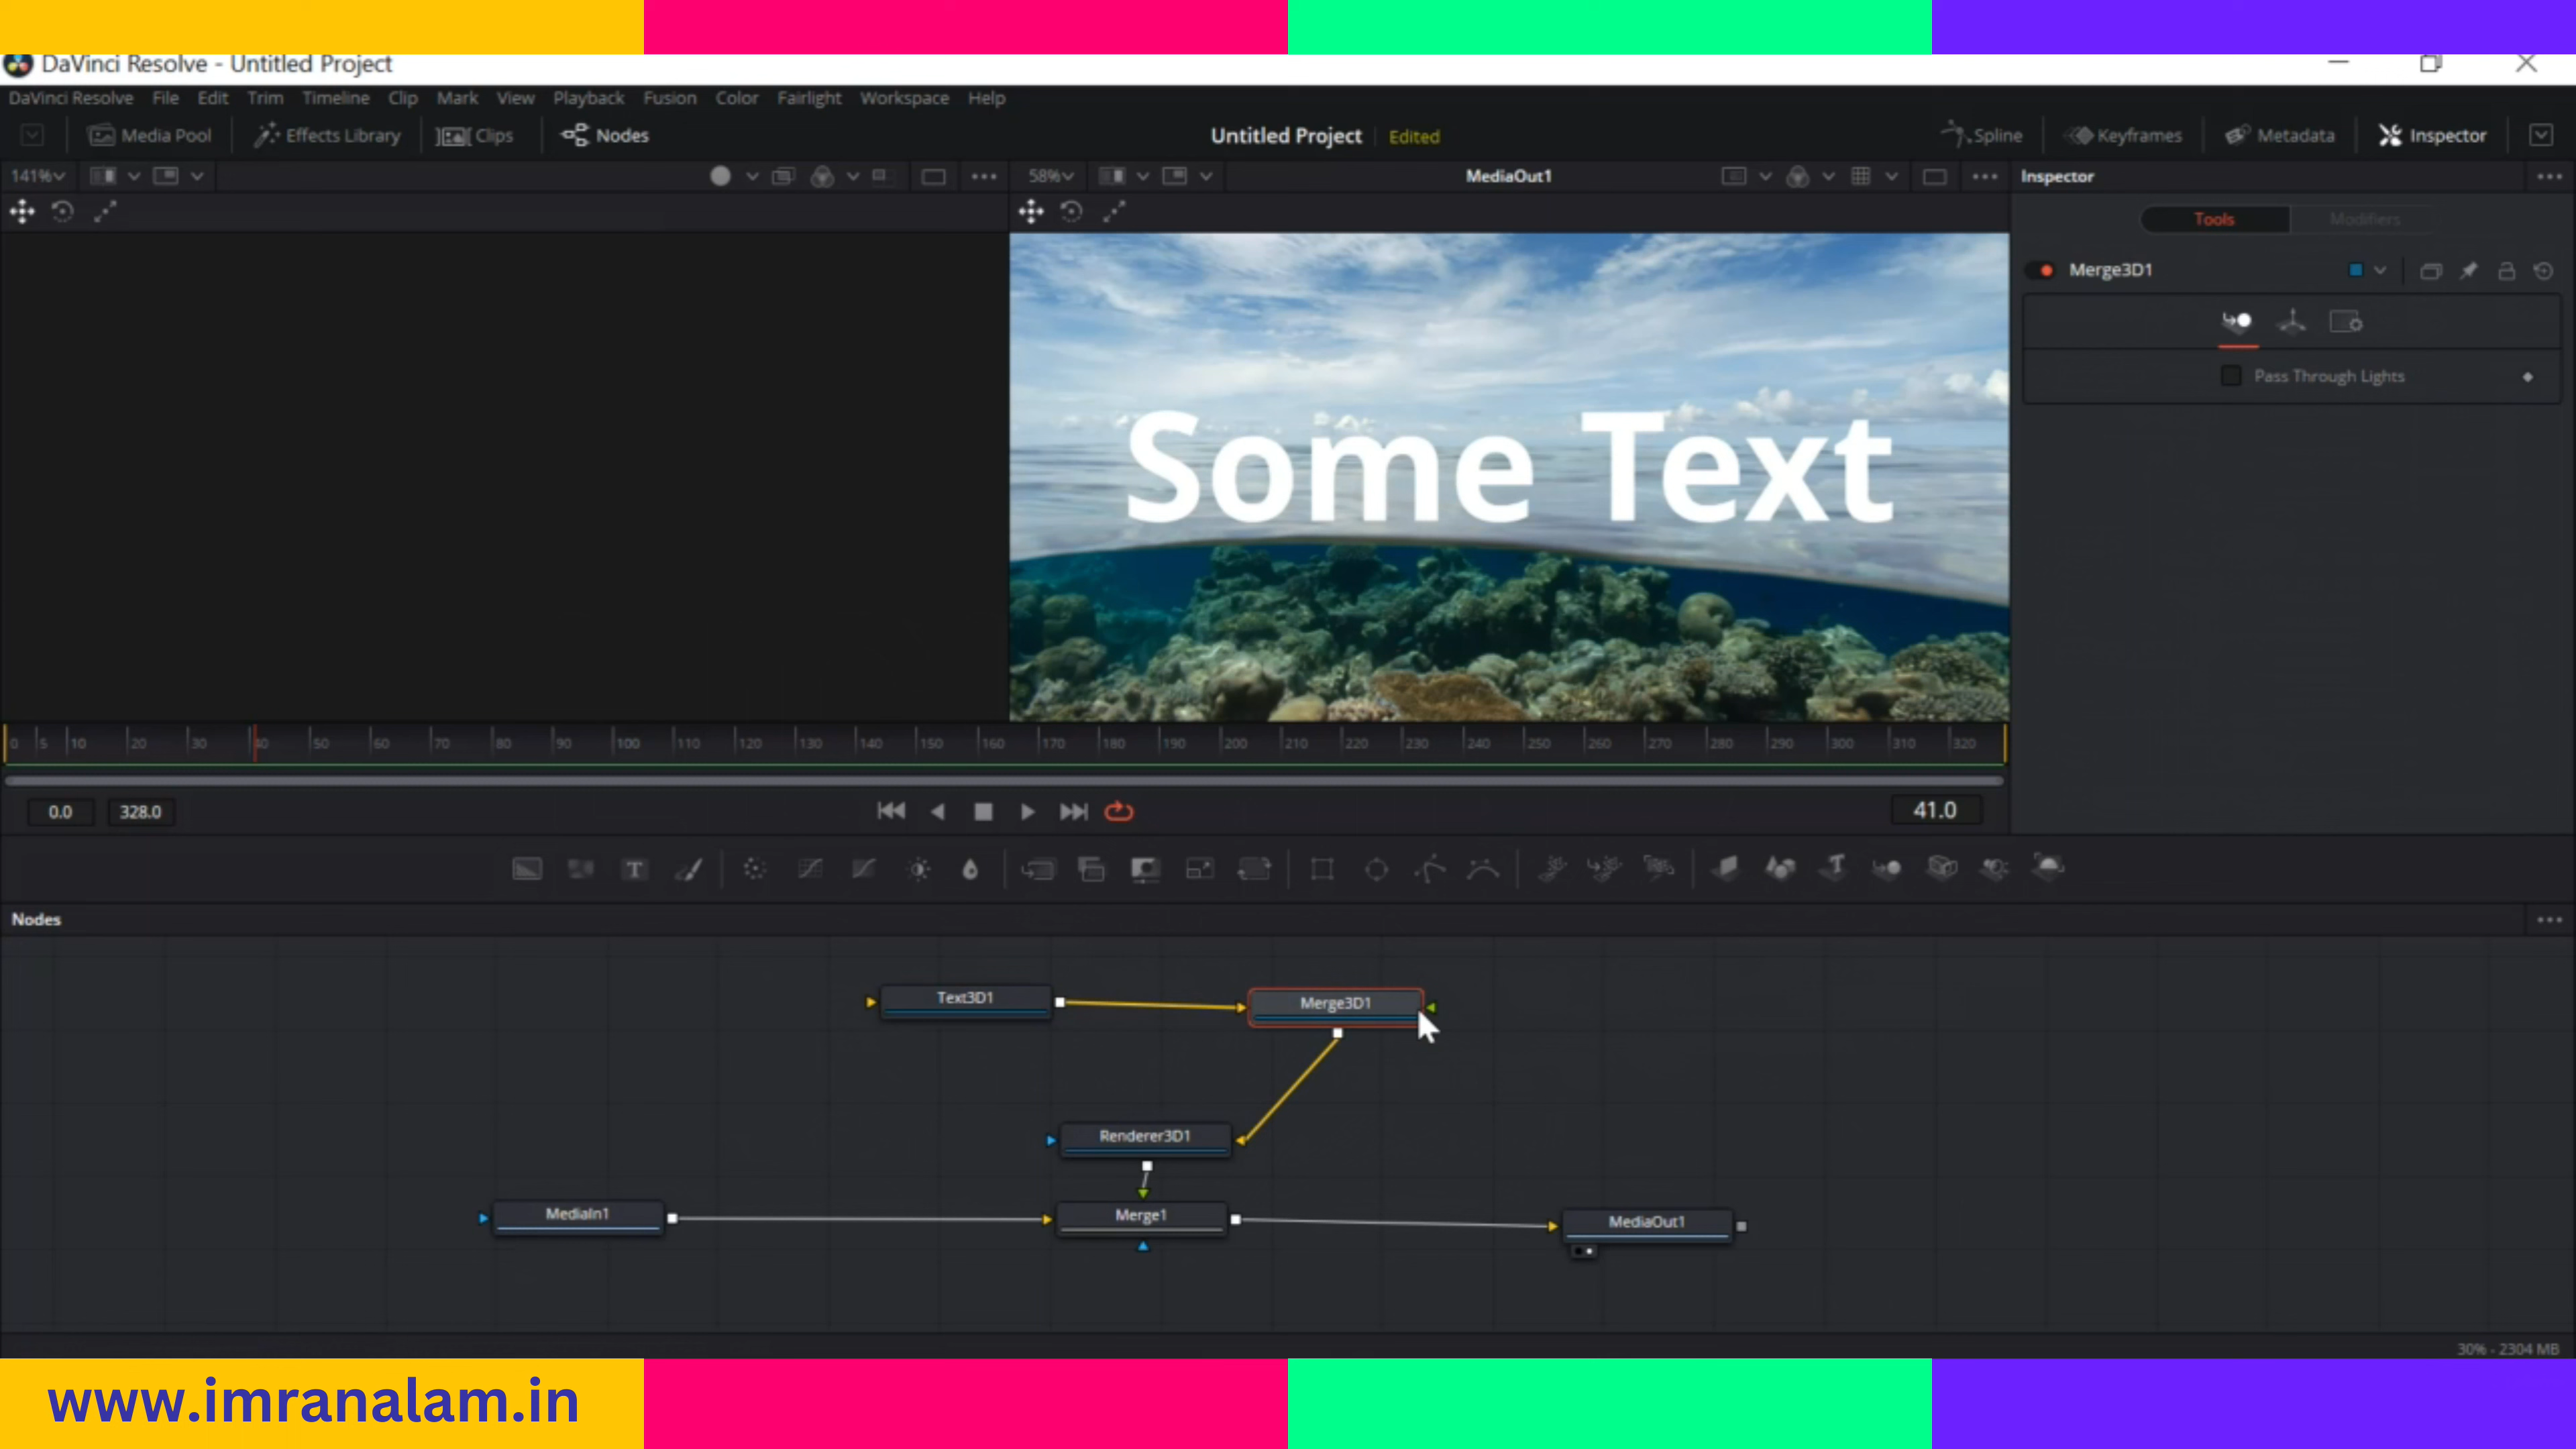 DaVinci Resolve - Untitled Project
DaVinci Resolve File Edit Trim Timeline Clip Mark View Playback Fusion Color Fairlight Workspace Help
Media Pool Effects Library Clips Nodes Untitled Project Edited Spline Keyframes Metadata Inspector
141% 58% MediaOut1 Inspector
Tools Modifiers
Merge3D1
Pass Through Lights
Some Text
0 5 10 20 30 40 50 60 70 80 90 100 110 120 130 140 150 160 170 180 190 200 210 220 230 240 250 260 270 280 290 300 310 320
0.0 328.0 41.0
T T
Nodes
Text3D1 Merge3D1
Renderer3D1
MediaIn1 Merge1 MediaOut1
30% - 2304 MB
www.imranalam.in